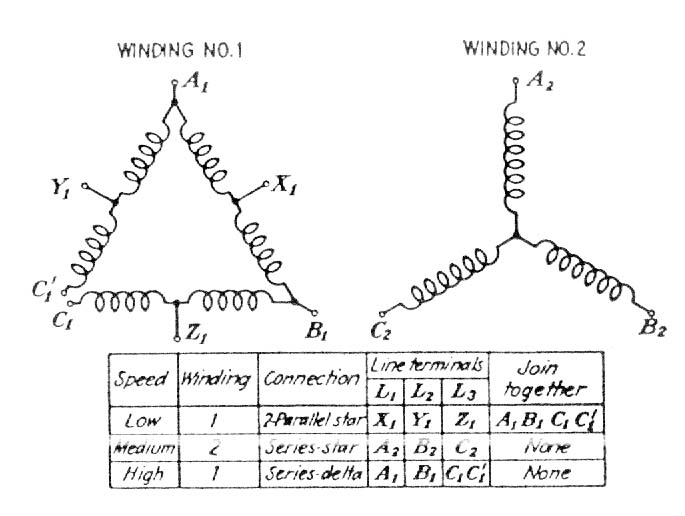 WINDING NO.1
WINDING NO.2
A₁
A₂
Y₁
X₁
C₁'
C₁
Z₁
B₁
C₂
B₂
Speed Winding Connection Line terminals Join together
L₁ L₂ L₃
Low 1 2-Parallel star X₁ Y₁ Z₁ A₁ B₁ C₁ C₁'
Medium 2 Series-star A₂ B₂ C₂ None
High 1 Series-delta A₁ B₁ C₁C₁' None